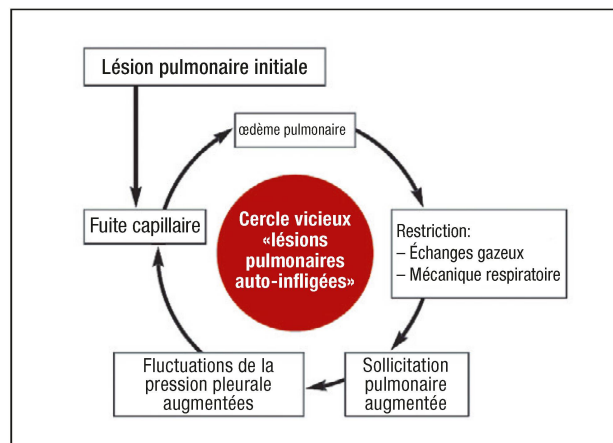 Lésion pulmonaire initiale
œdème pulmonaire
Fuite capillaire
Cercle vicieux
«lésions
pulmonaires
auto-infligées»
Restriction:
– Échanges gazeux
– Mécanique respiratoire
Fluctuations de la
pression pleurale
augmentées
Sollicitation
pulmonaire
augmentée